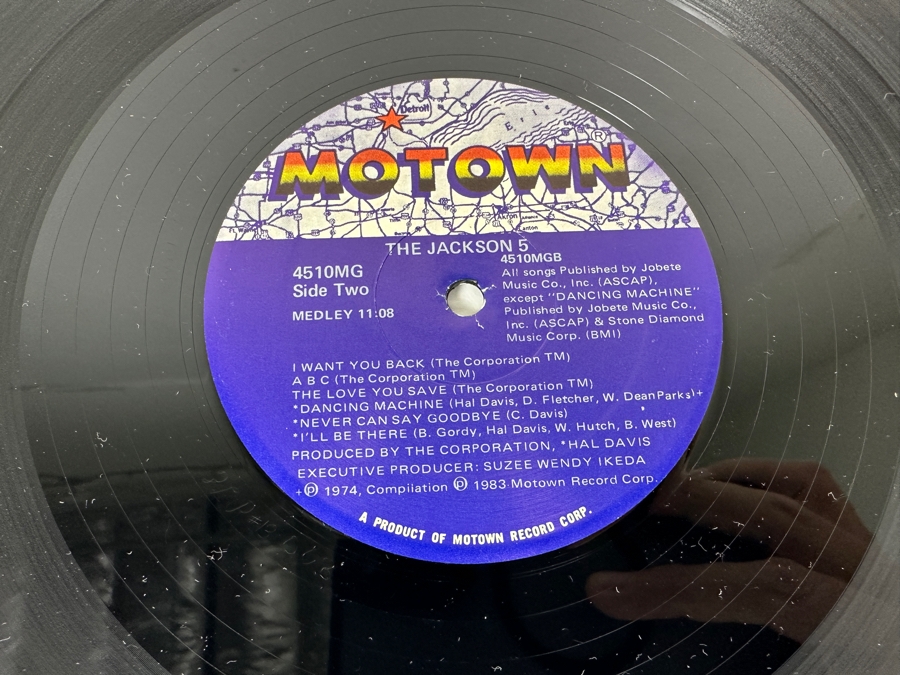 Detroit
Erie
MOTOWN®
Akron
Canton
THE JACKSON 5
4510MG
Side Two
MEDLEY 11:08
4510MGB
All songs Published by Jobete
Music Co., Inc. (ASCAP),
except "DANCING MACHINE"
Published by Jobete Music Co.,
Inc. (ASCAP) & Stone Diamond
Music Corp. (BMI)
I WANT YOU BACK (The Corporation TM)
A B C (The Corporation TM)
THE LOVE YOU SAVE (The Corporation TM)
*DANCING MACHINE (Hal Davis, D. Fletcher, W. Dean Parks)+
*NEVER CAN SAY GOODBYE (C. Davis)
*I'LL BE THERE (B. Gordy, Hal Davis, W. Hutch, B. West)
PRODUCED BY THE CORPORATION, *HAL DAVIS
EXECUTIVE PRODUCER: SUZEE WENDY IKEDA
+℗ 1974, Compilation ℗ 1983 Motown Record Corp.
A PRODUCT OF MOTOWN RECORD CORP.